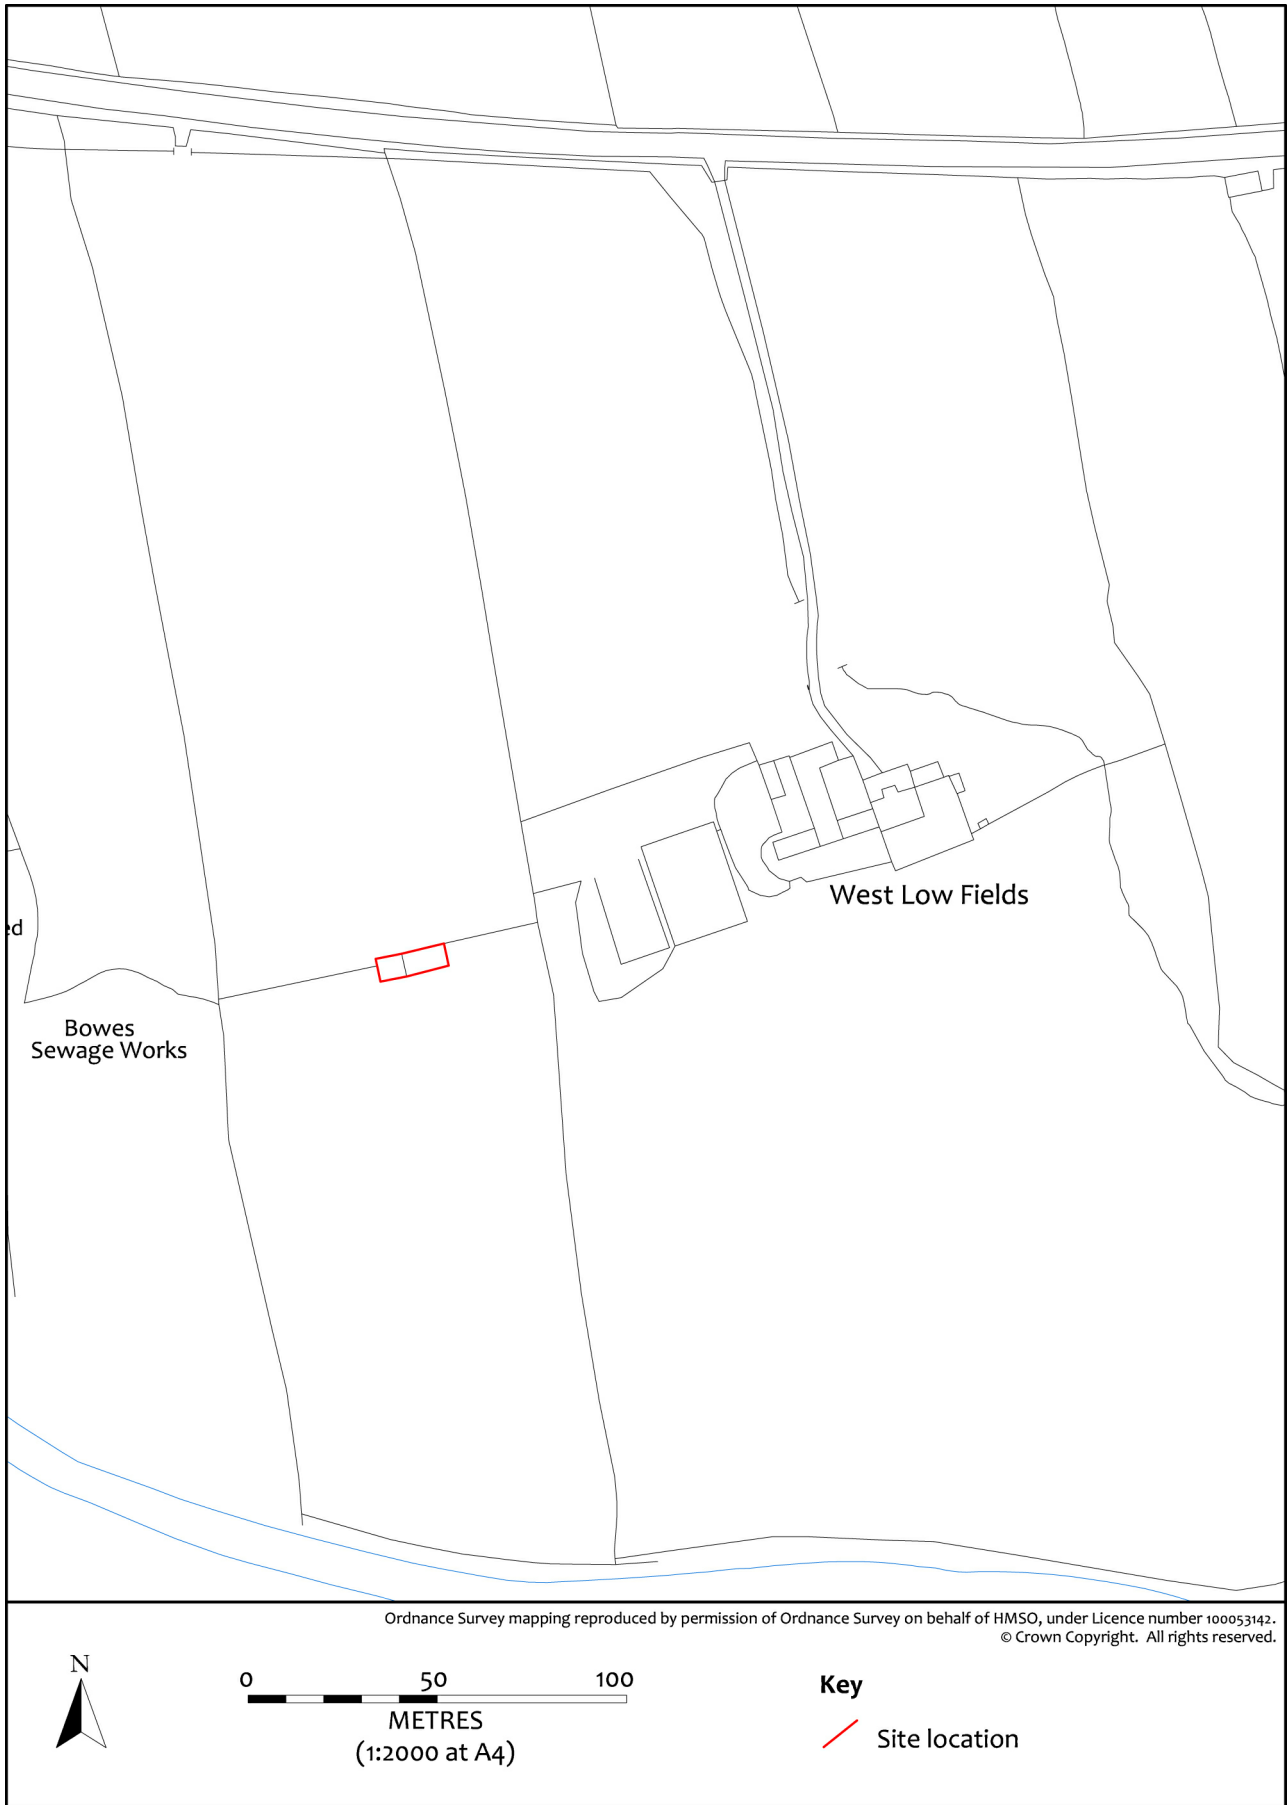 West Low Fields
ed
Bowes
Sewage Works
Ordnance Survey mapping reproduced by permission of Ordnance Survey on behalf of HMSO, under Licence number 100053142.
© Crown Copyright. All rights reserved.
N
0 50 100
METRES
(1:2000 at A4)
Key
Site location